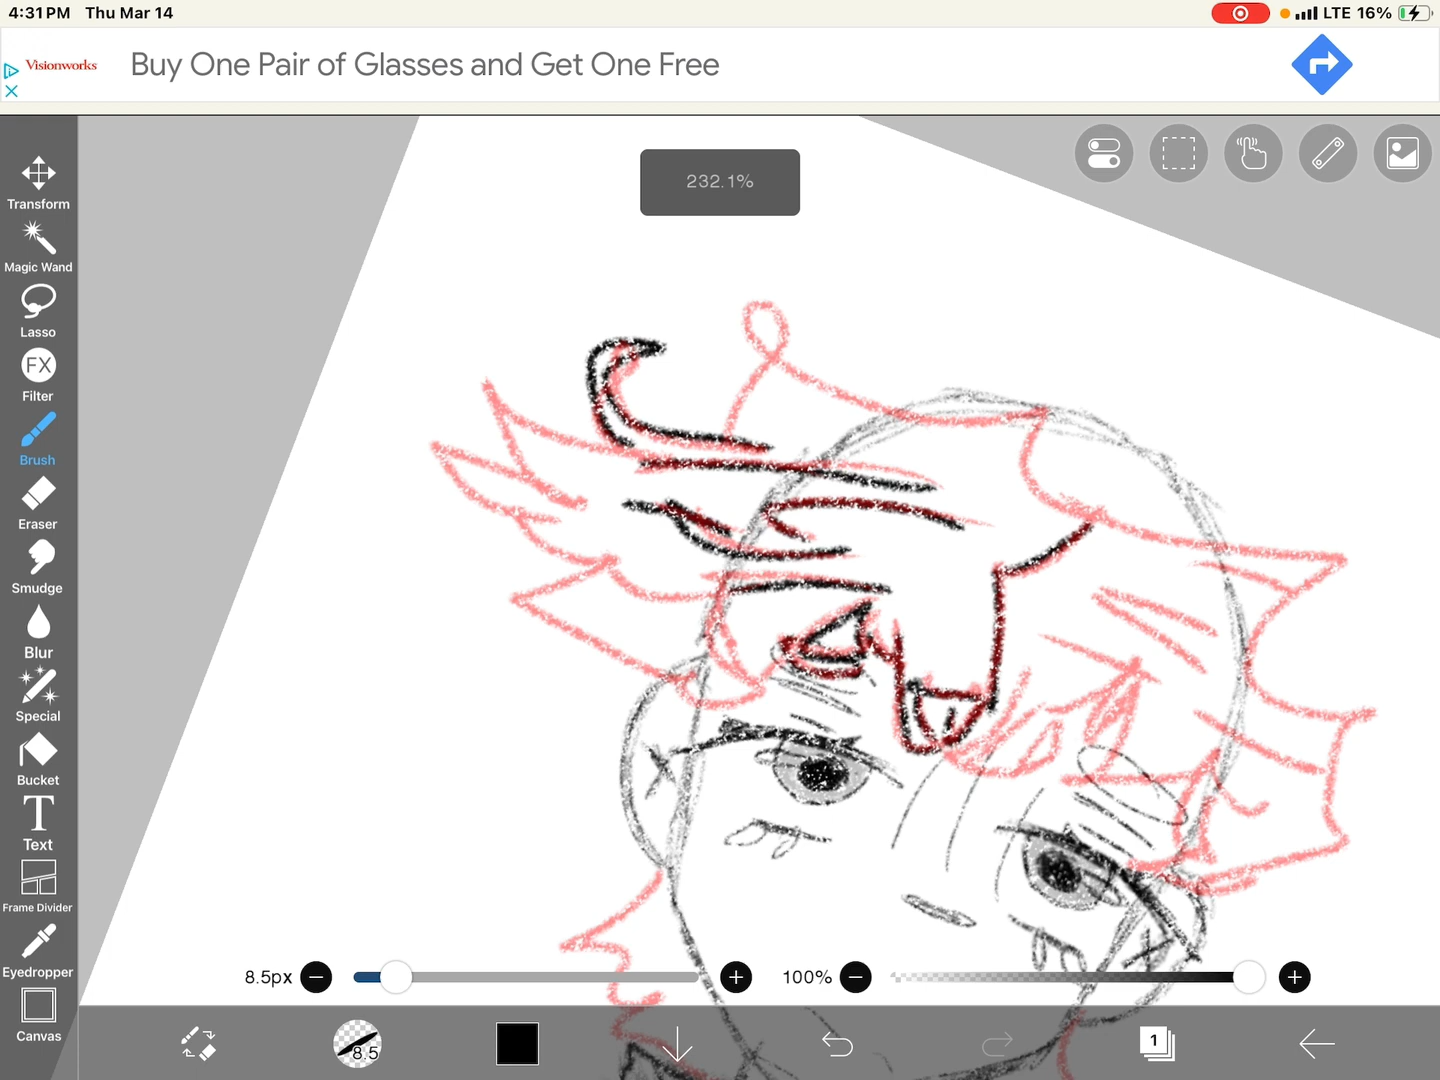 4:31 PM Thu Mar 14
LTE 16%
Visionworks
Buy One Pair of Glasses and Get One Free
232.1%
Transform
Magic Wand
Lasso
FX
Filter
Brush
Eraser
Smudge
Blur
Special
Bucket
T
Text
Frame Divider
Eyedropper
Canvas
8.5px
100%
8.5
1